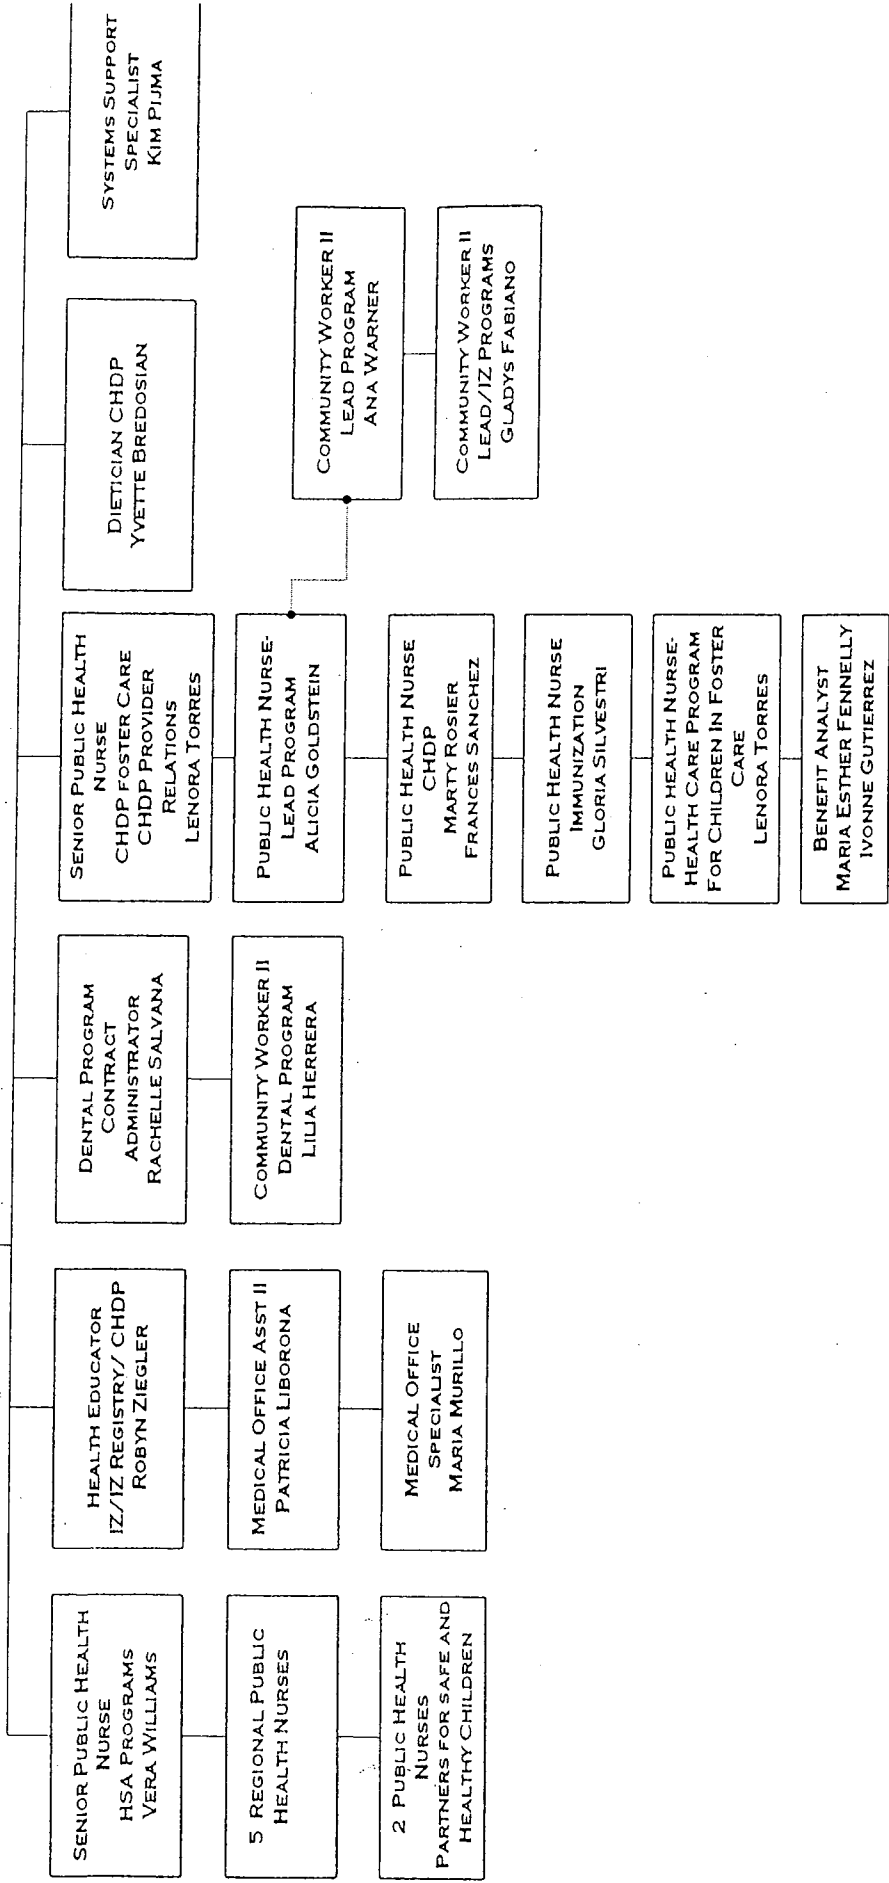 SENIOR PUBLIC HEALTH
NURSE
HSA PROGRAMS
VERA WILLIAMS
5 REGIONAL PUBLIC
HEALTH NURSES
2 PUBLIC HEALTH
NURSES
PARTNERS FOR SAFE AND
HEALTHY CHILDREN
HEALTH EDUCATOR
IZ/IZ REGISTRY/ CHDP
ROBYN ZIEGLER
MEDICAL OFFICE ASST II
PATRICIA LIBORONA
MEDICAL OFFICE
SPECIALIST
MARIA MURILLO
DENTAL PROGRAM
CONTRACT
ADMINISTRATOR
RACHELLE SALVANA
COMMUNITY WORKER II
DENTAL PROGRAM
LILIA HERRERA
SENIOR PUBLIC HEALTH
NURSE
CHDP FOSTER CARE
CHDP PROVIDER
RELATIONS
LENORA TORRES
PUBLIC HEALTH NURSE-
LEAD PROGRAM
ALICIA GOLDSTEIN
PUBLIC HEALTH NURSE
CHDP
MARTY ROSIER
FRANCES SANCHEZ
PUBLIC HEALTH NURSE
IMMUNIZATION
GLORIA SILVESTRI
PUBLIC HEALTH NURSE-
HEALTH CARE PROGRAM
FOR CHILDREN IN FOSTER
CARE
LENORA TORRES
BENEFIT ANALYST
MARIA ESTHER FENNELLY
IVONNE GUTIERREZ
DIETICIAN CHDP
YVETTE BREDOSIAN
COMMUNITY WORKER II
LEAD PROGRAM
ANA WARNER
COMMUNITY WORKER II
LEAD/IZ PROGRAMS
GLADYS FABIANO
SYSTEMS SUPPORT
SPECIALIST
KIM PIJMA